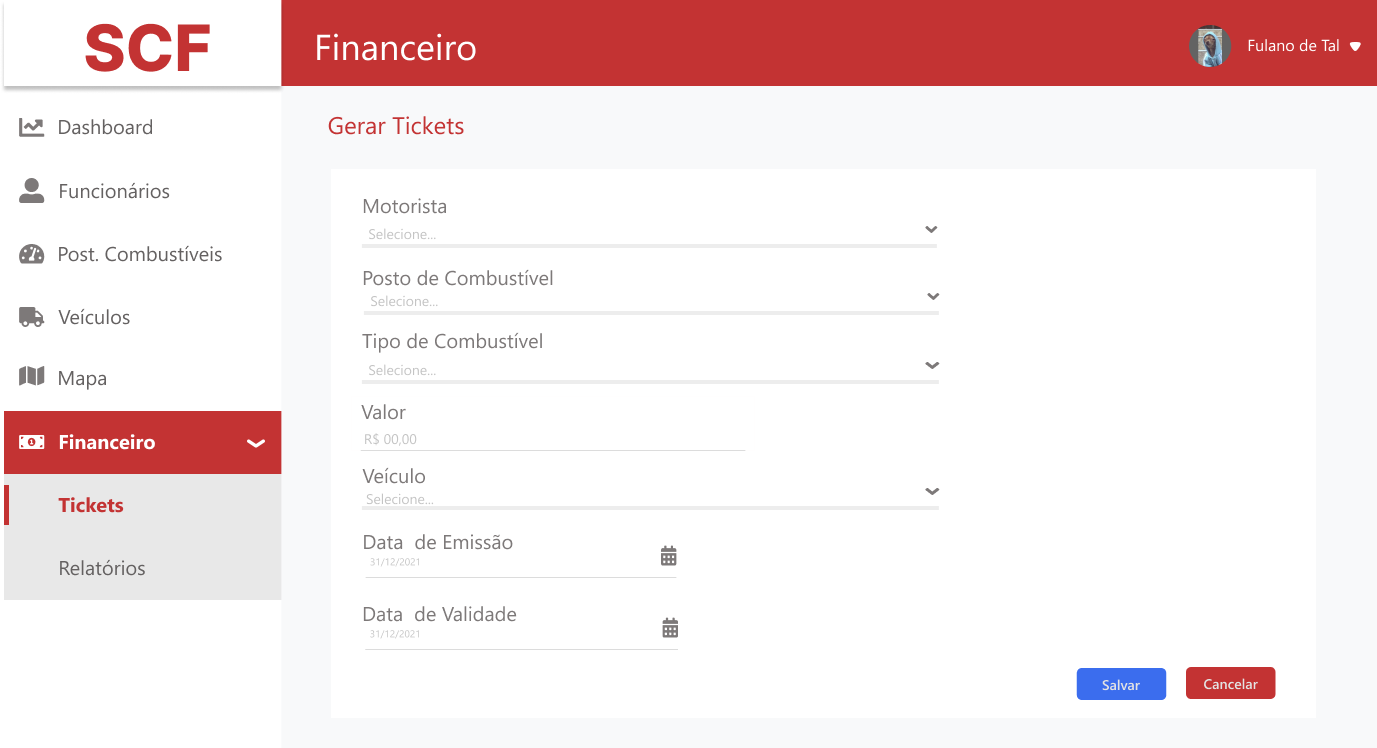 SCF
Financeiro
Fulano de Tal
Dashboard
Funcionários
Post. Combustíveis
Veículos
Mapa
Financeiro
Tickets
Relatórios
Gerar Tickets
Motorista
Selecione...
Posto de Combustível
Selecione...
Tipo de Combustível
Selecione...
Valor
R$ 00,00
Veículo
Selecione...
Data de Emissão
31/12/2021
Data de Validade
31/12/2021
Salvar
Cancelar